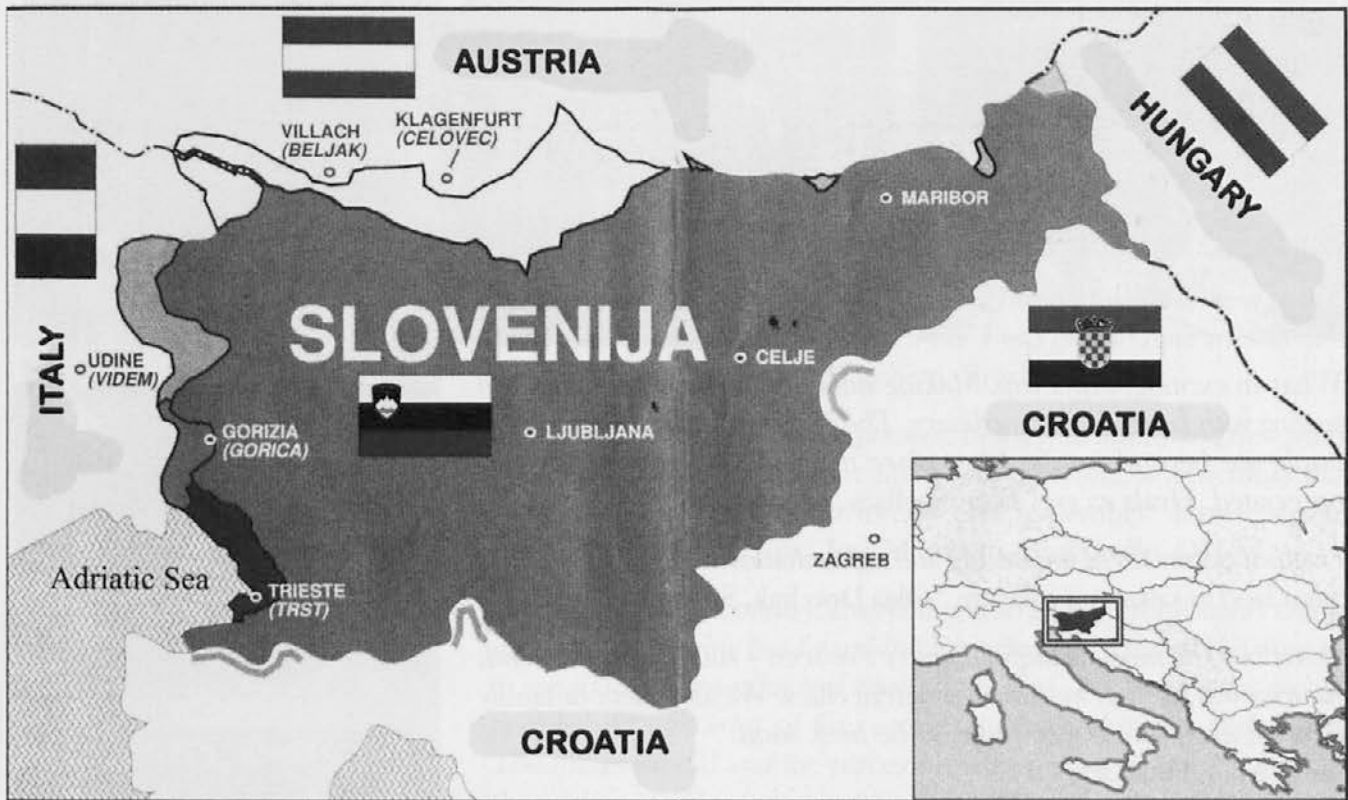 AUSTRIA
KLAGENFURT
(CELOVEC)
VILLACH
(BELJAK)
HUNGARY
MARIBOR
SLOVENIJA
ITALY
UDINE
(VIDEM)
CELJE
GORIZIA
(GORICA)
LJUBLJANA
CROATIA
ZAGREB
Adriatic Sea
TRIESTE
(TRST)
CROATIA